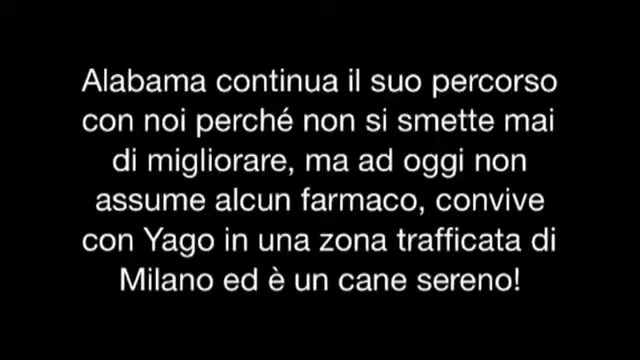 Alabama continua il suo percorso
con noi perché non si smette mai
di migliorare, ma ad oggi non
assume alcun farmaco, convive
con Yago in una zona trafficata di
Milano ed è un cane sereno!